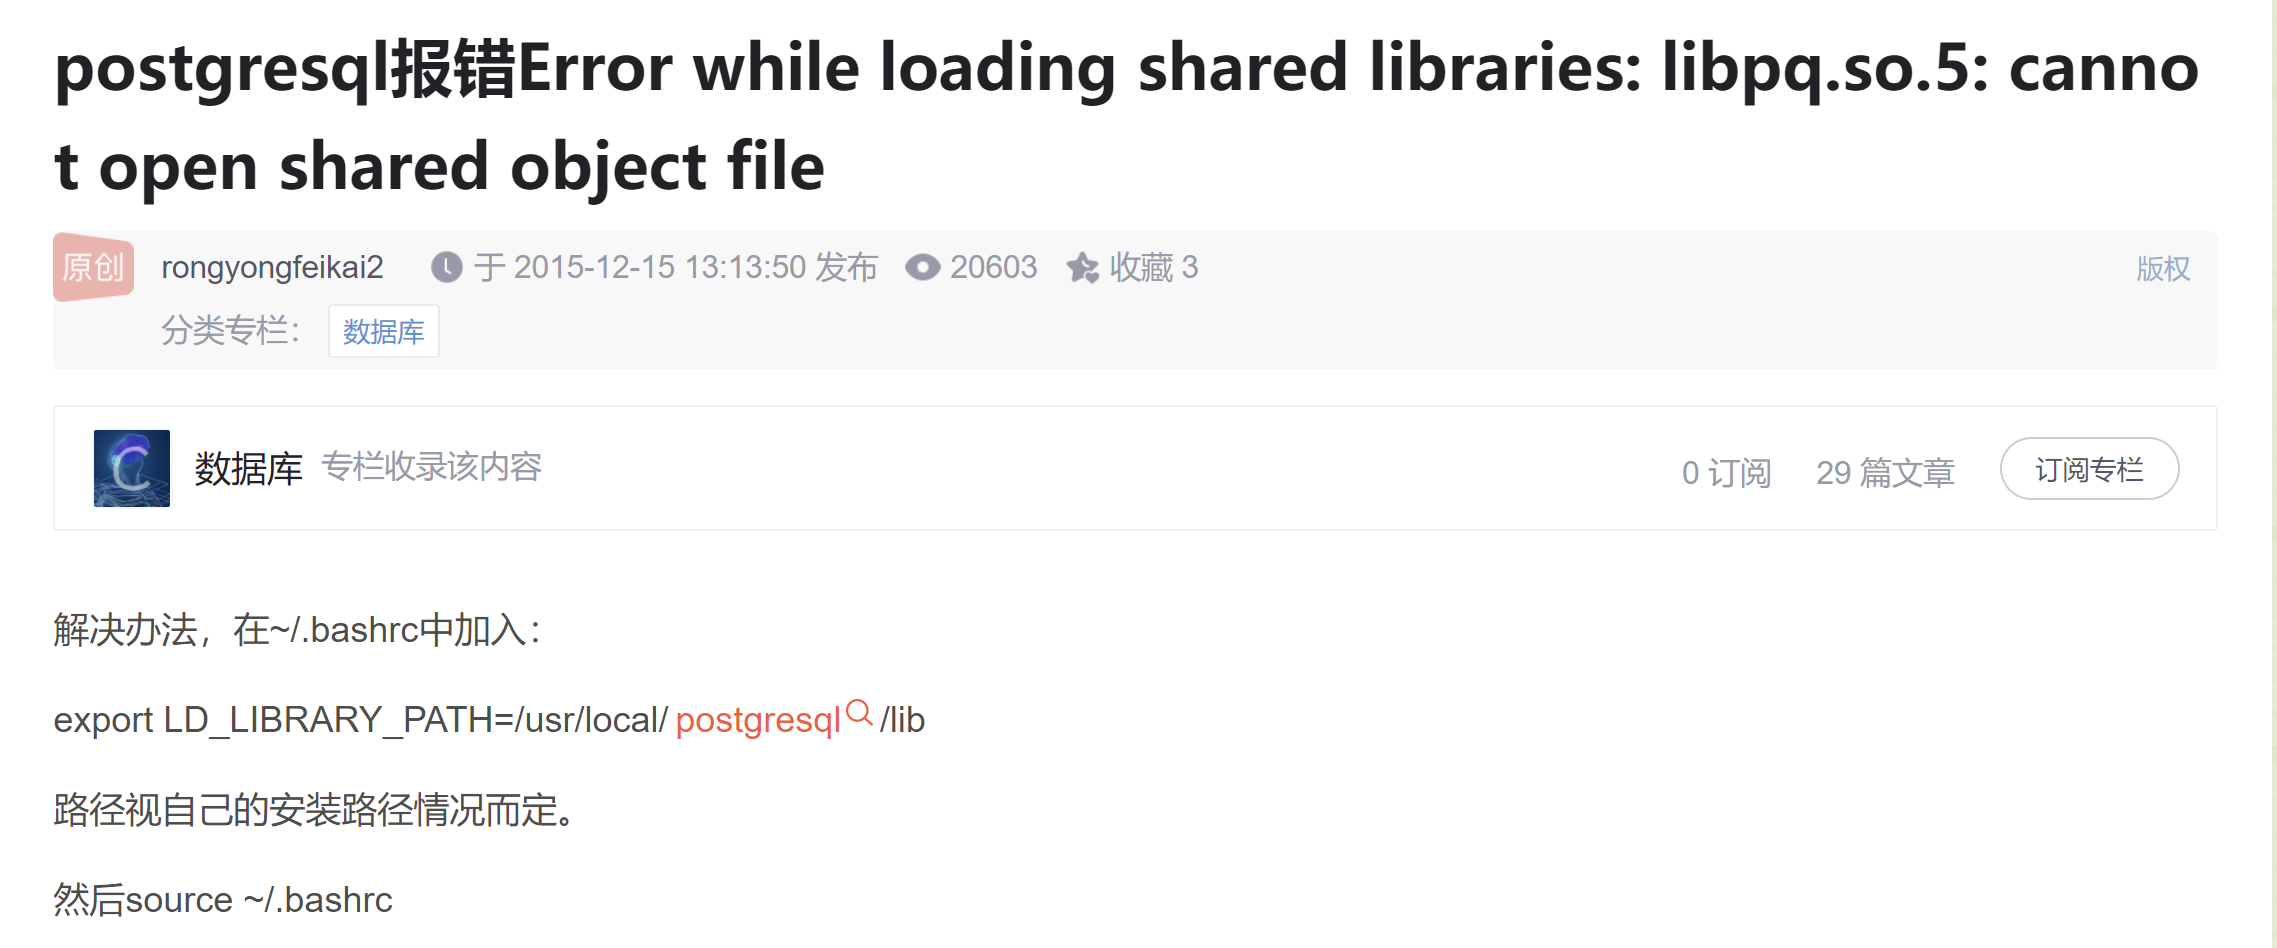 postgresql报错Error while loading shared libraries: libpq.so.5: canno
t open shared object file
原创 rongyongfeikai2 于 2015-12-15 13:13:50 发布 20603 收藏 3 版权
分类专栏： 数据库
数据库 专栏收录该内容 0 订阅 29 篇文章 订阅专栏
解决办法，在~/.bashrc中加入：
export LD_LIBRARY_PATH=/usr/local/postgresql/lib
路径视自己的安装路径情况而定。
然后source ~/.bashrc